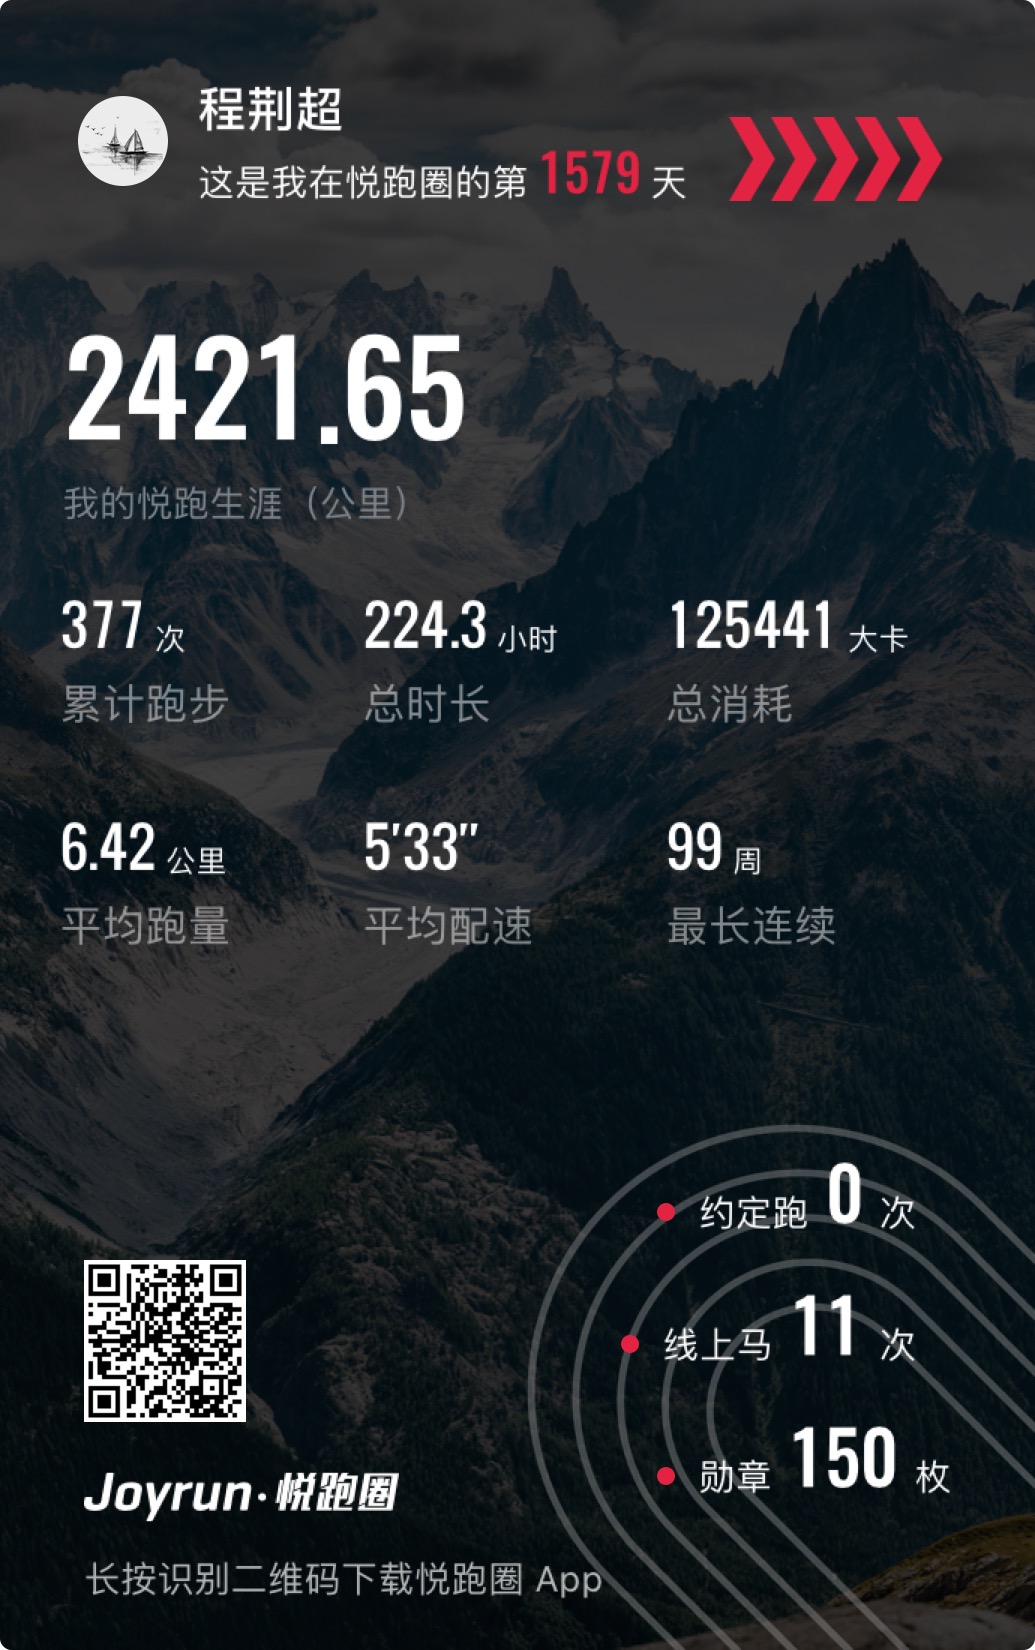 程荆超
这是我在悦跑圈的第 1579 天
2421.65
我的悦跑生涯（公里）
377 次 224.3 小时 125441 大卡
累计跑步 总时长 总消耗
6.42 公里 5'33″ 99 周
平均跑量 平均配速 最长连续
约定跑 0 次
线上马 11 次
勋章 150 枚
Joyrun·悦跑圈
长按识别二维码下载悦跑圈 App